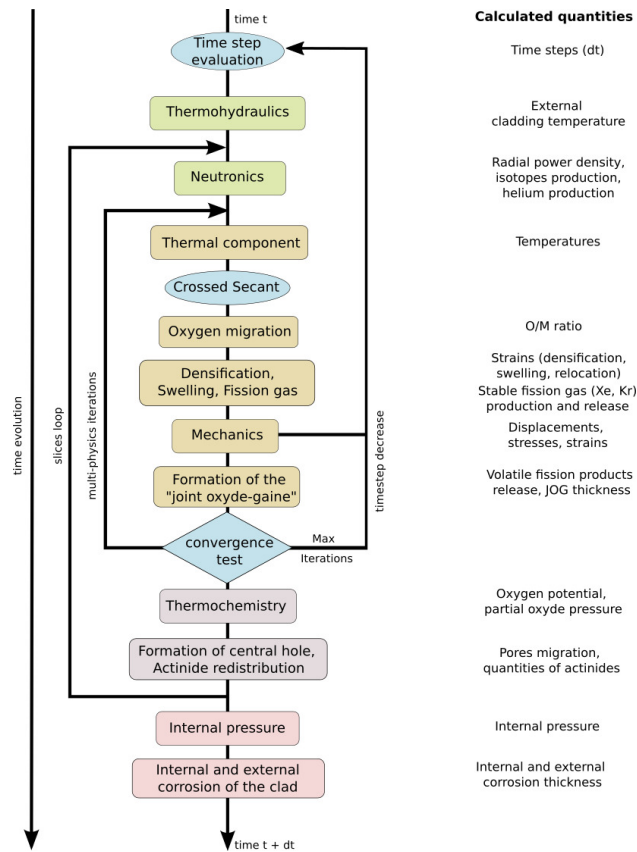 Calculated quantities
time t
Time step
evaluation
Time steps (dt)
Thermohydraulics
External
cladding temperature
Neutronics
Radial power density,
isotopes production,
helium production
Thermal component
Temperatures
Crossed Secant
Oxygen migration
O/M ratio
Densification,
Swelling, Fission gas
Strains (densification,
swelling, relocation)
Stable fission gas (Xe, Kr)
production and release
Mechanics
Displacements,
stresses, strains
Formation of the
"joint oxyde-gaine"
Volatile fission products
release, JOG thickness
convergence
test
Max
Iterations
Thermochemistry
Oxygen potential,
partial oxyde pressure
Formation of central hole,
Actinide redistribution
Pores migration,
quantities of actinides
Internal pressure
Internal pressure
Internal and external
corrosion of the clad
Internal and external
corrosion thickness
time t + dt
time evolution
slices loop
multi-physics iterations
timestep decrease